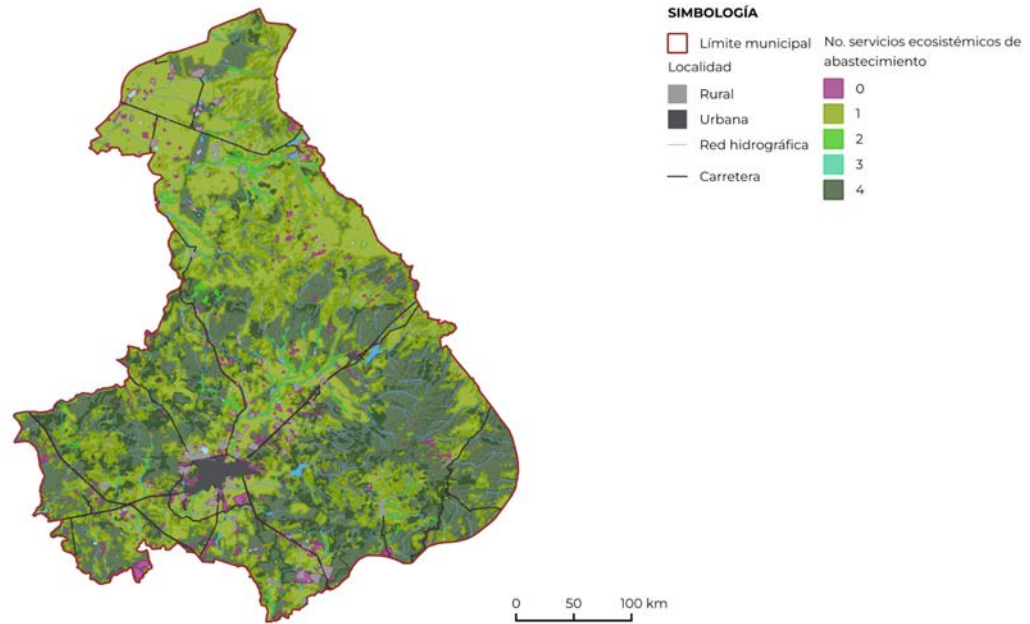 SIMBOLOGÍA
Límite municipal
Localidad
Rural
Urbana
Red hidrográfica
Carretera
No. servicios ecosistémicos de
abastecimiento
0
1
2
3
4
0 50 100 km